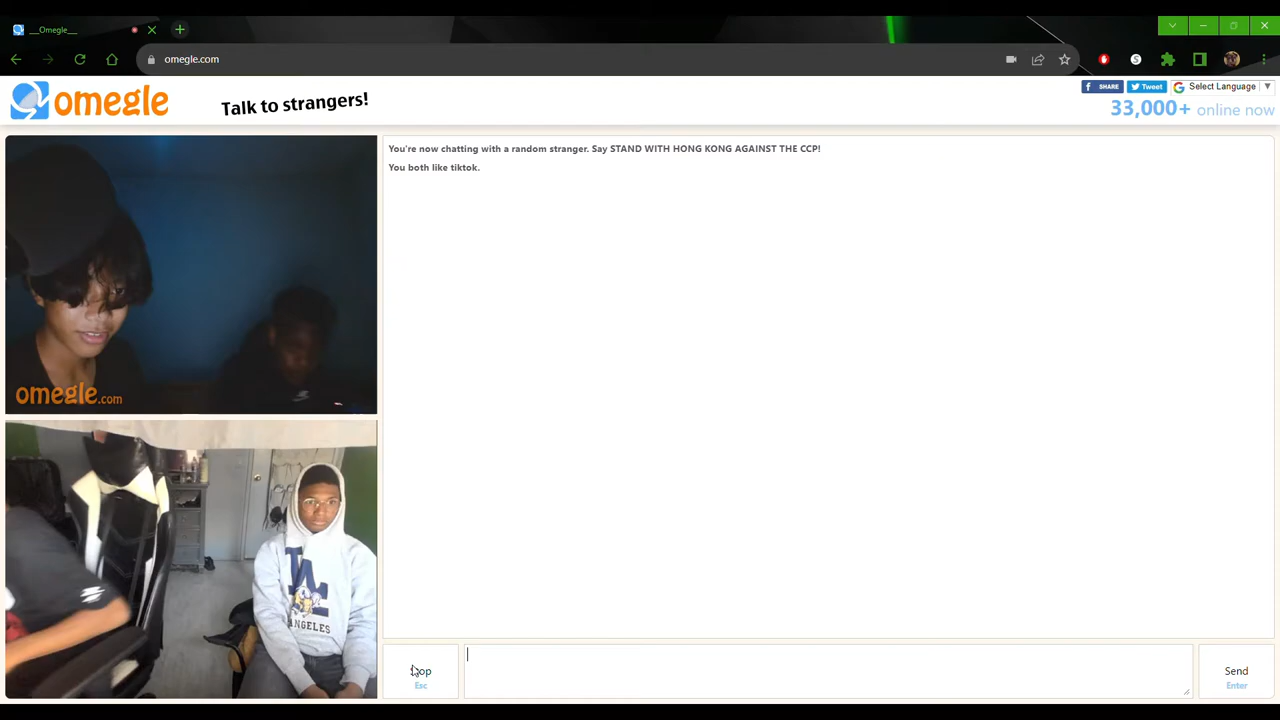 __Omegle__
omegle.com
omegle
Talk to strangers!
SHARE
Tweet
Select Language
33,000+ online now
You're now chatting with a random stranger. Say STAND WITH HONG KONG AGAINST THE CCP!
You both like tiktok.
omegle.com
LA
ANGELES
Esc
Send
Enter